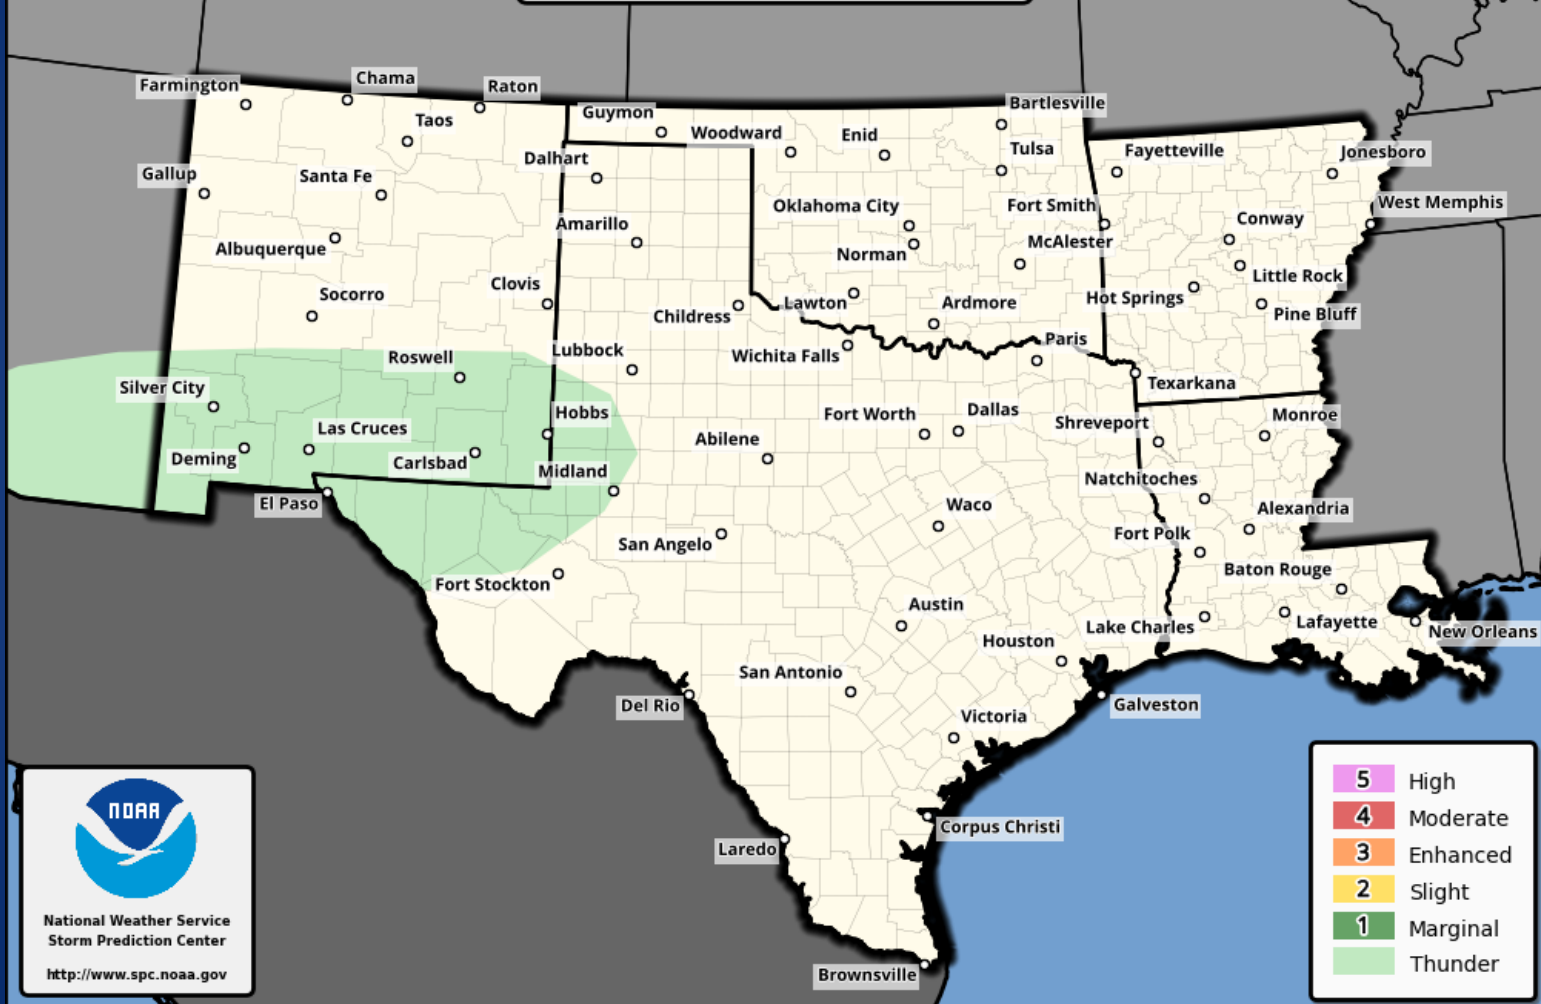 Farmington
Chama
Raton
Taos
Guymon
Woodward
Enid
Bartlesville
Tulsa
Fayetteville
Jonesboro
Gallup
Santa Fe
Dalhart
Amarillo
Oklahoma City
Fort Smith
West Memphis
Conway
Albuquerque
Norman
McAlester
Little Rock
Socorro
Clovis
Childress
Lawton
Ardmore
Hot Springs
Pine Bluff
Roswell
Lubbock
Wichita Falls
Paris
Texarkana
Silver City
Hobbs
Fort Worth
Dallas
Shreveport
Monroe
Las Cruces
Deming
Carlsbad
Midland
Abilene
Natchitoches
El Paso
Waco
Alexandria
San Angelo
Fort Polk
Fort Stockton
Baton Rouge
Austin
Houston
Lake Charles
Lafayette
New Orleans
San Antonio
Del Rio
Victoria
Galveston
Laredo
Corpus Christi
Brownsville
NOAA
National Weather Service
Storm Prediction Center
http://www.spc.noaa.gov
5 High
4 Moderate
3 Enhanced
2 Slight
1 Marginal
Thunder